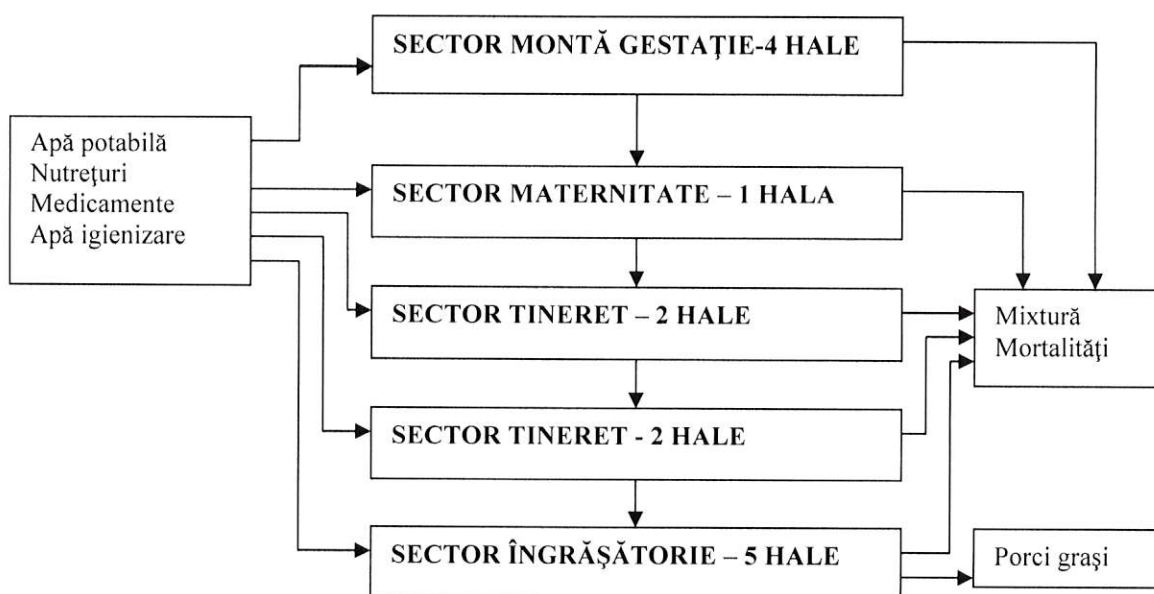 SECTOR MONTĂ GESTAŢIE-4 HALE
Apă potabilă
Nutreţuri
Medicamente
Apă igienizare
SECTOR MATERNITATE – 1 HALA
SECTOR TINERET – 2 HALE
Mixtură
Mortalităţi
SECTOR TINERET - 2 HALE
SECTOR ÎNGRĂŞĂTORIE – 5 HALE
Porci graşi